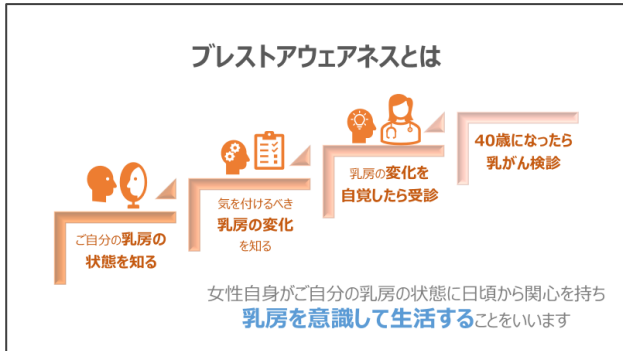 ブレストアウェアネスとは
ご自分の乳房の
状態を知る
気を付けるべき
乳房の変化
を知る
乳房の変化を
自覚したら受診
40歳になったら
乳がん検診
女性自身がご自分の乳房の状態に日頃から関心を持ち
乳房を意識して生活することをいいます